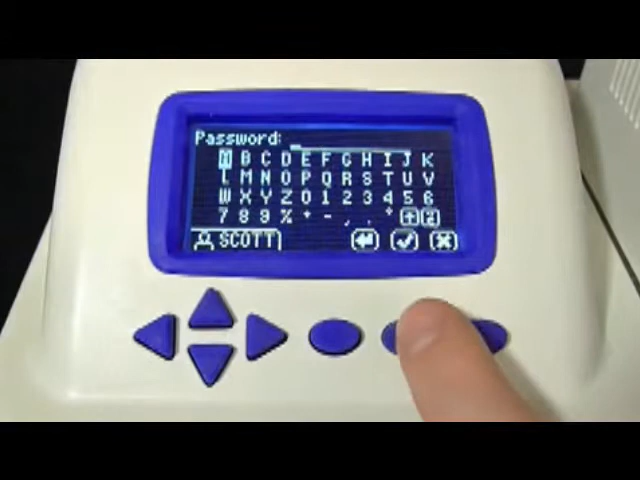 Password: _
A B C D E F G H I J K
L M N O P Q R S T U V
W X Y Z 0 1 2 3 4 5 6
7 8 9 % + - , . °
SCOTT